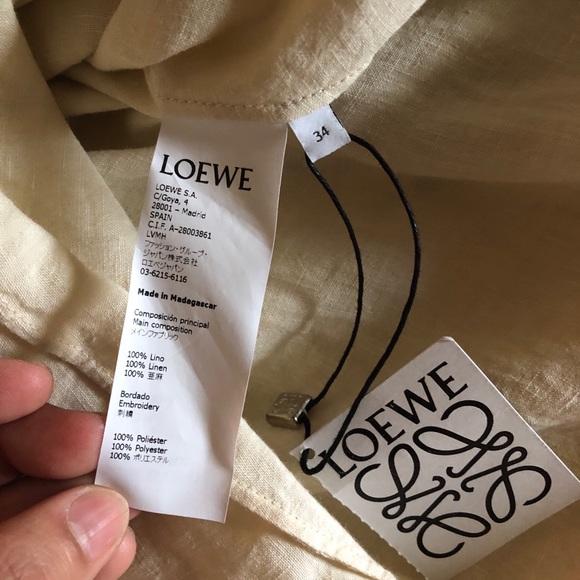 LOEWE
LOEWE S.A.
C/Goya, 4
28001 – Madrid
SPAIN
C.I.F. A-28003861
LVMH
ファッション・グループ・
ジャパン株式会社
ロエベジャパン
03-6215-6116
Made in Madagascar
Composición principal
Main composition
メインファブリック
100% Lino
100% Linen
100% 亜麻
Bordado
Embroidery
刺繍
100% Poliéster
100% Polyester
100% ポリエステル
34
LOEWE